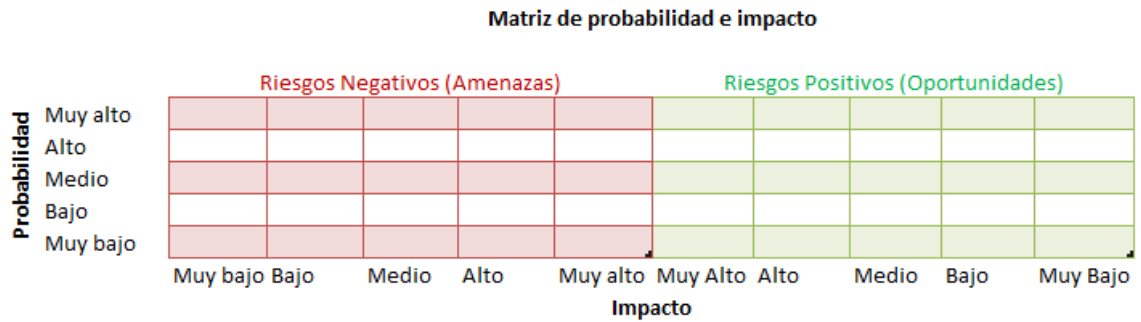 Matriz de probabilidad e impacto
Riesgos Negativos (Amenazas) Riesgos Positivos (Oportunidades)
Probabilidad
Muy alto
Alto
Medio
Bajo
Muy bajo
Muy bajo Bajo Medio Alto Muy alto Muy Alto Alto Medio Bajo Muy Bajo
Impacto